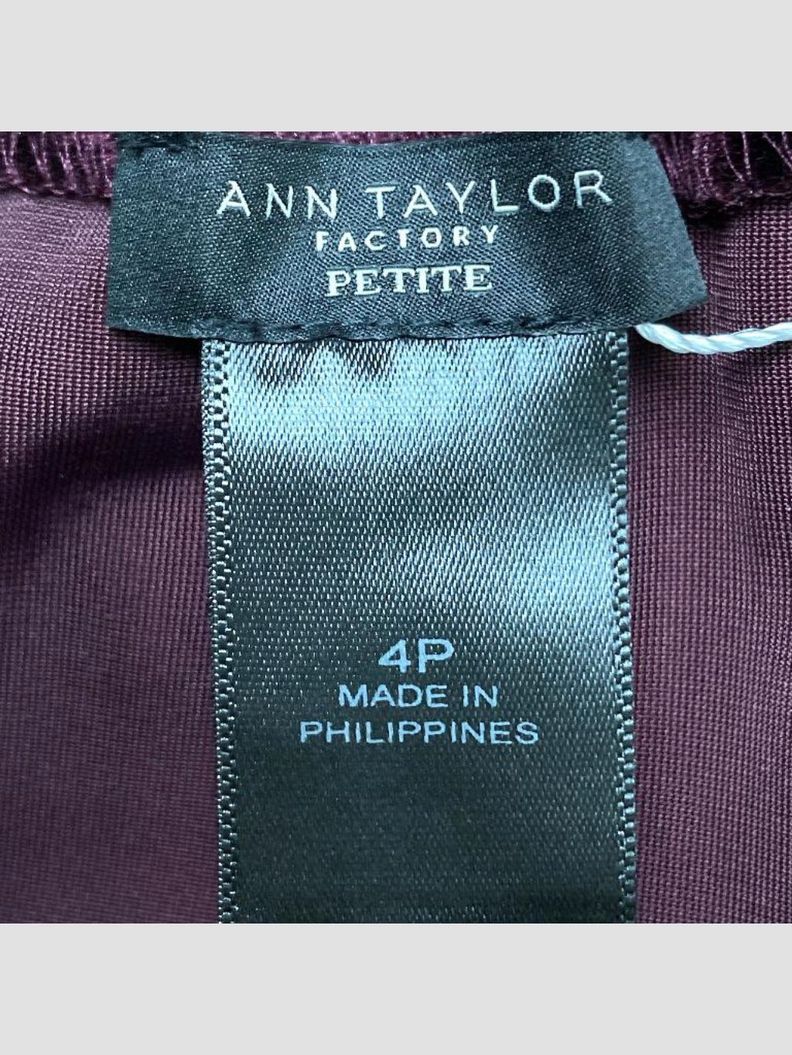 ANN TAYLOR
FACTORY
PETITE
4P
MADE IN
PHILIPPINES